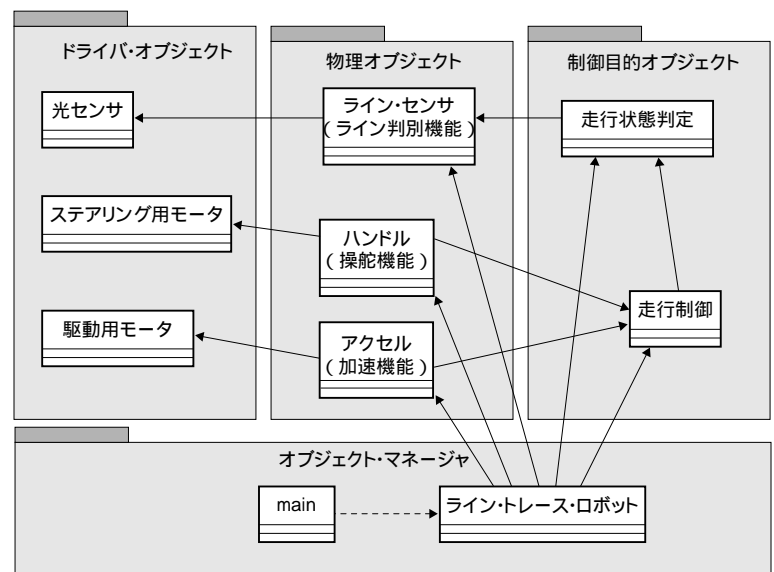 ドライバ・オブジェクト
物理オブジェクト
制御目的オブジェクト
光センサ
ライン・センサ
(ライン判別機能)
走行状態判定
ステアリング用モータ
ハンドル
(操舵機能)
走行制御
駆動用モータ
アクセル
(加速機能)
オブジェクト・マネージャ
main
ライン・トレース・ロボット